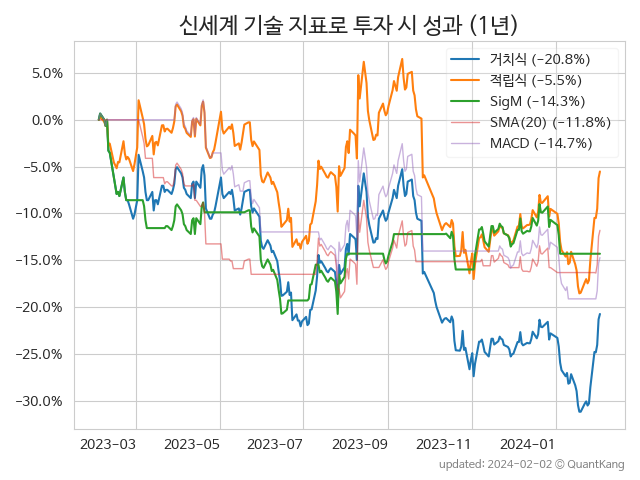 신세계 기술 지표로 투자 시 성과 (1년)
거치식 (−20.8%)
적립식 (−5.5%)
SigM (−14.3%)
SMA(20) (−11.8%)
MACD (−14.7%)
5.0%
0.0%
−5.0%
−10.0%
−15.0%
−20.0%
−25.0%
−30.0%
2023−03 2023−05 2023−07 2023−09 2023−11 2024−01
updated: 2024−02−02 © QuantKang